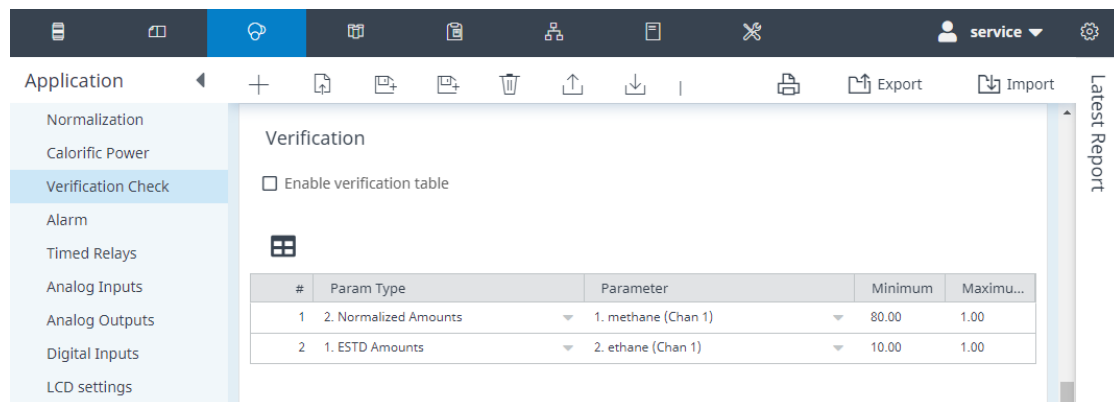 service
Application
Export
Import
Latest Report
Normalization
Calorific Power
Verification Check
Alarm
Timed Relays
Analog Inputs
Analog Outputs
Digital Inputs
LCD settings
Verification
Enable verification table
# Param Type Parameter Minimum Maximu...
1 2. Normalized Amounts 1. methane (Chan 1) 80.00 1.00
2 1. ESTD Amounts 2. ethane (Chan 1) 10.00 1.00